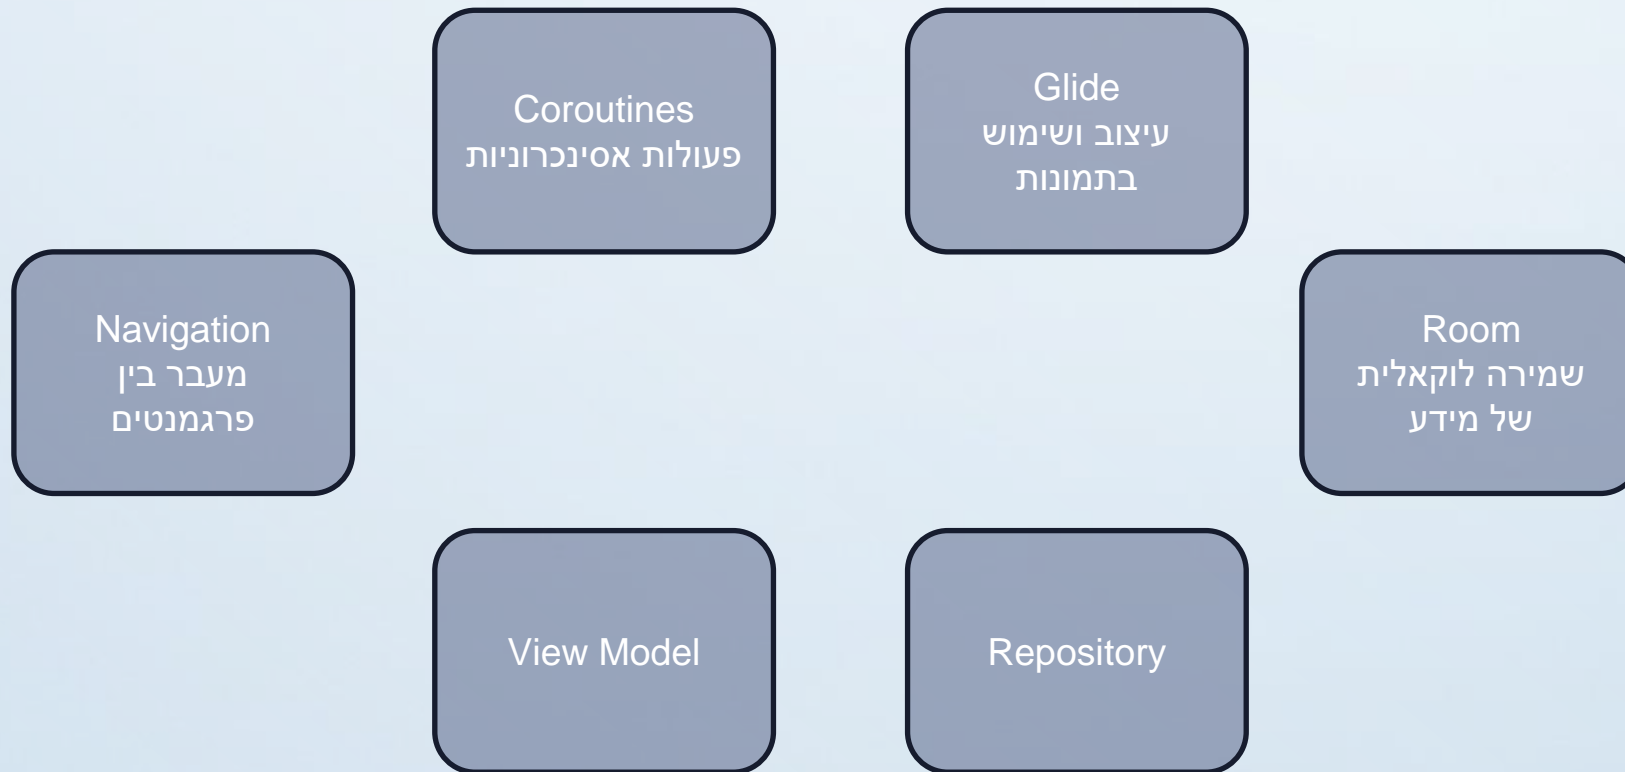 Coroutines
פעולות אסינכרוניות
Glide
עיצוב ושימוש
בתמונות
Navigation
מעבר בין
פרגמנטים
Room
שמירה לוקאלית
של מידע
View Model
Repository